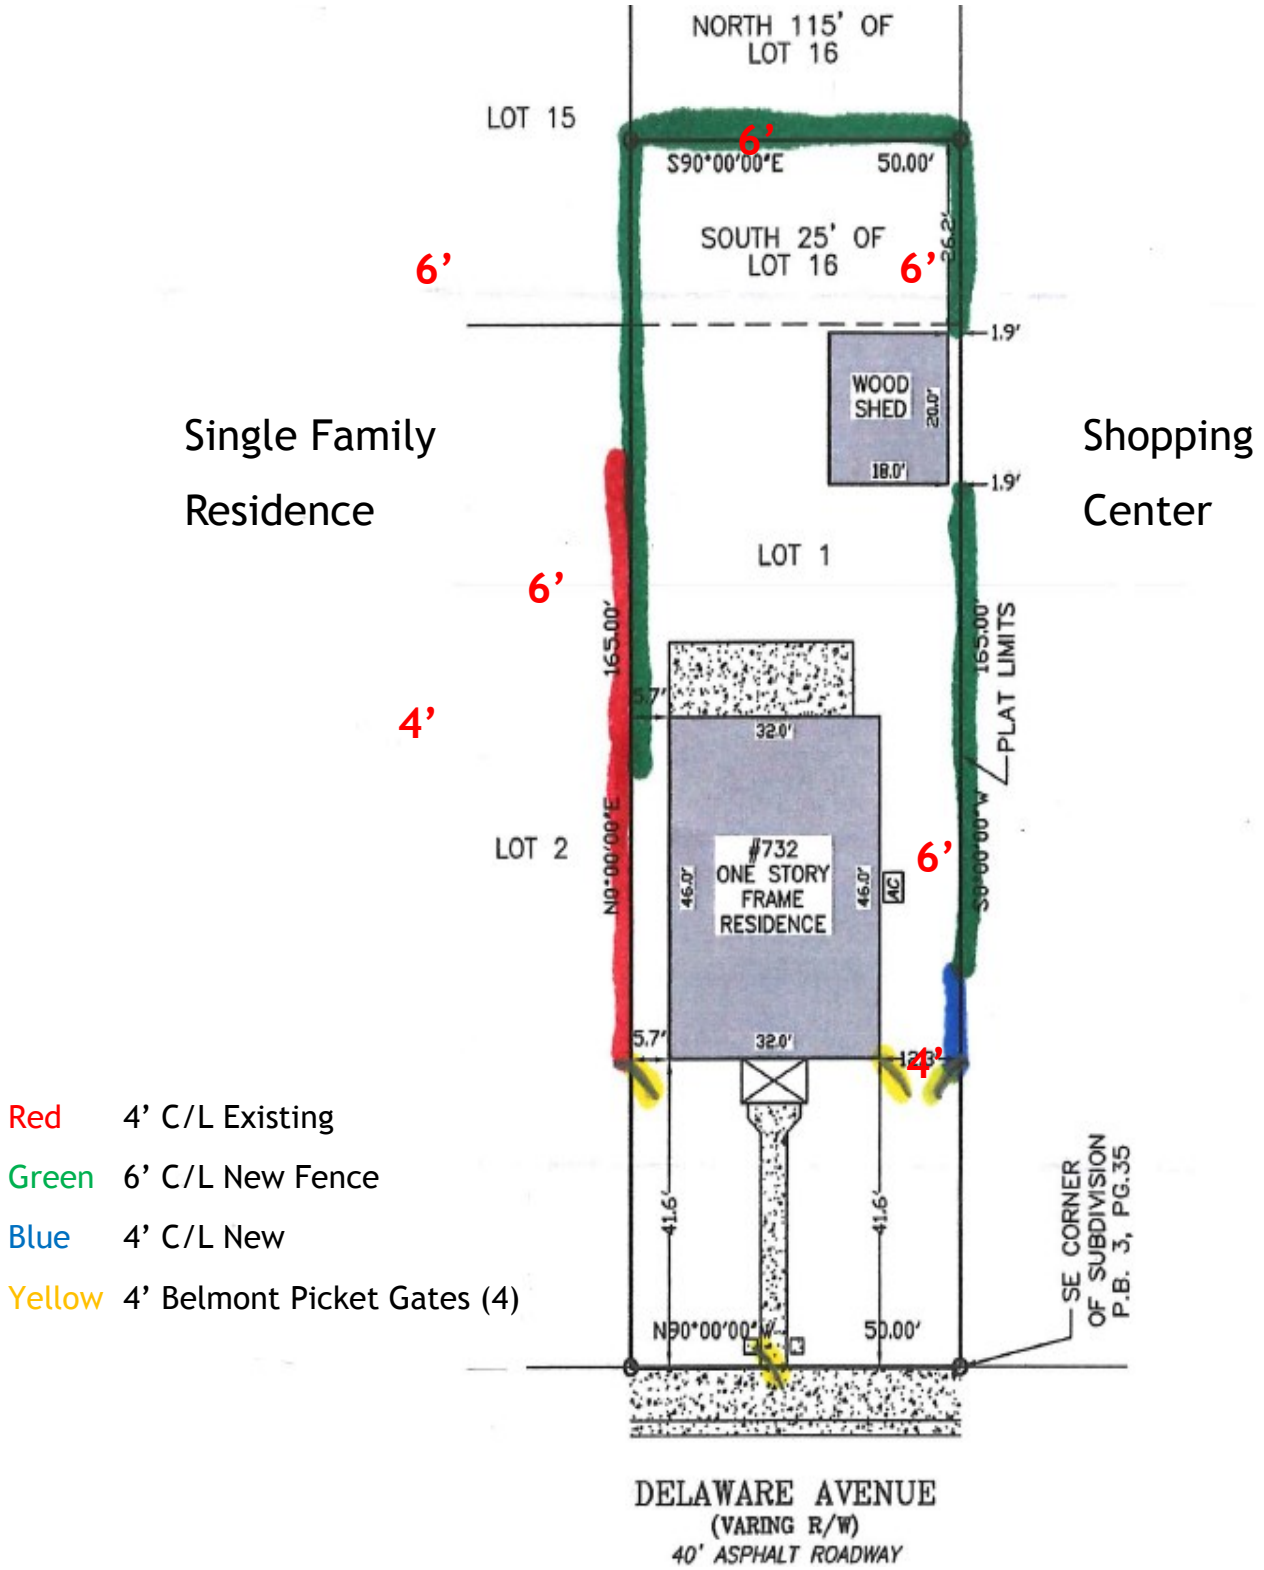 NORTH 115' OF
LOT 16
LOT 15
6’
S90°00'00"E
50.00'
SOUTH 25' OF
LOT 16
26.2'
6’
6’
1.9'
WOOD
SHED
20.0'
18.0'
1.9'
Single Family
Residence
Shopping
Center
LOT 1
6’
165.00'
165.00'
PLAT LIMITS
5.7'
4’
32.0'
LOT 2
N0°00'00"E
#732
ONE STORY
FRAME
RESIDENCE
46.0'
46.0'
AC
6’
S0°00'00"W
5.7'
32.0'
12.3'
4’
Red 4’ C/L Existing
Green 6’ C/L New Fence
Blue 4’ C/L New
Yellow 4’ Belmont Picket Gates (4)
41.6'
41.6'
SE CORNER
OF SUBDIVISION
P.B. 3, PG.35
N90°00'00"W
50.00'
DELAWARE AVENUE
(VARING R/W)
40' ASPHALT ROADWAY